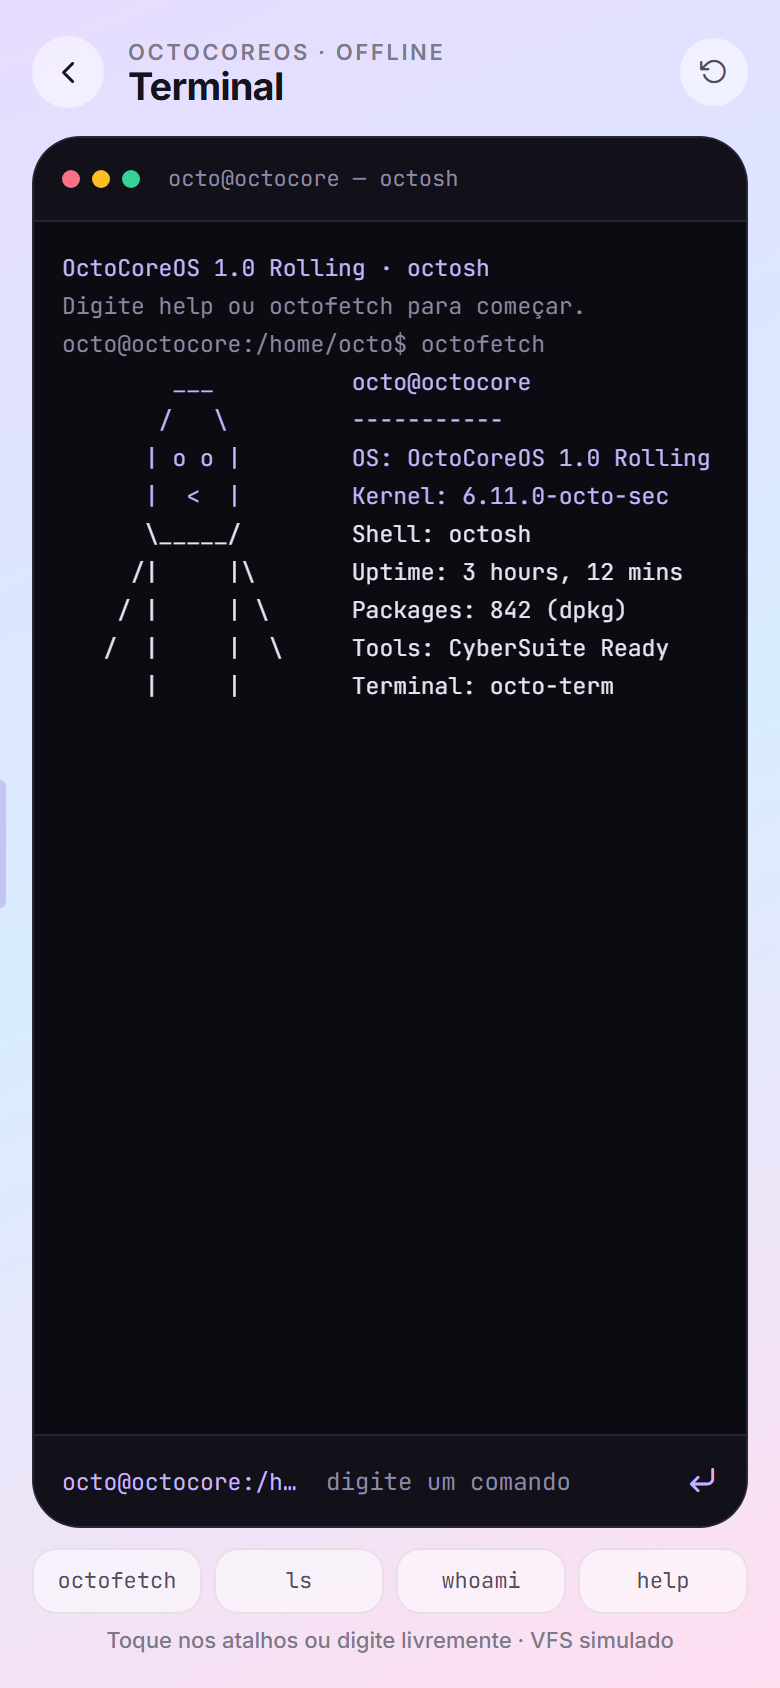 OCTOCOREOS · OFFLINE
Terminal
octo@octocore — octosh
OctoCoreOS 1.0 Rolling · octosh
Digite help ou octofetch para começar.
octo@octocore:/home/octo$ octofetch
        ___          octo@octocore
       /   \         -----------
      | o o |        OS: OctoCoreOS 1.0 Rolling
      |  <  |        Kernel: 6.11.0-octo-sec
      \_____/        Shell: octosh
     /|     |\       Uptime: 3 hours, 12 mins
    / |     | \      Packages: 842 (dpkg)
   /  |     |  \     Tools: CyberSuite Ready
      |     |        Terminal: octo-term
octo@octocore:/h… digite um comando
octofetch ls whoami help
Toque nos atalhos ou digite livremente · VFS simulado